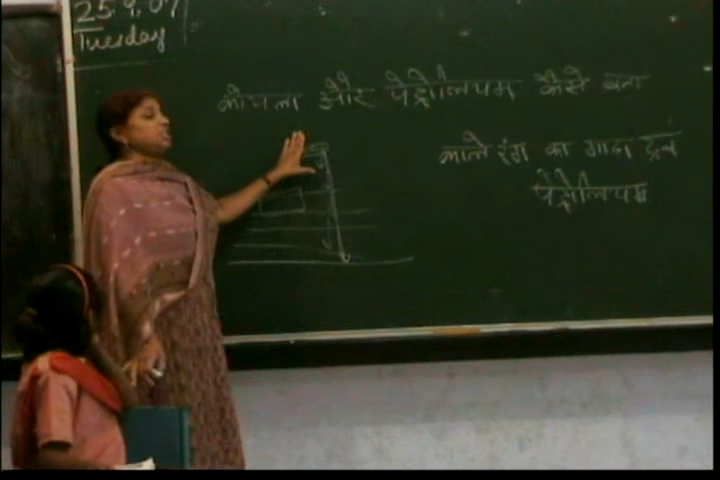 25.9.07
Tuesday
कोयला और पेट्रोलियम कैसे बना
काले रंग का गाढा द्रव
पेट्रोलियम